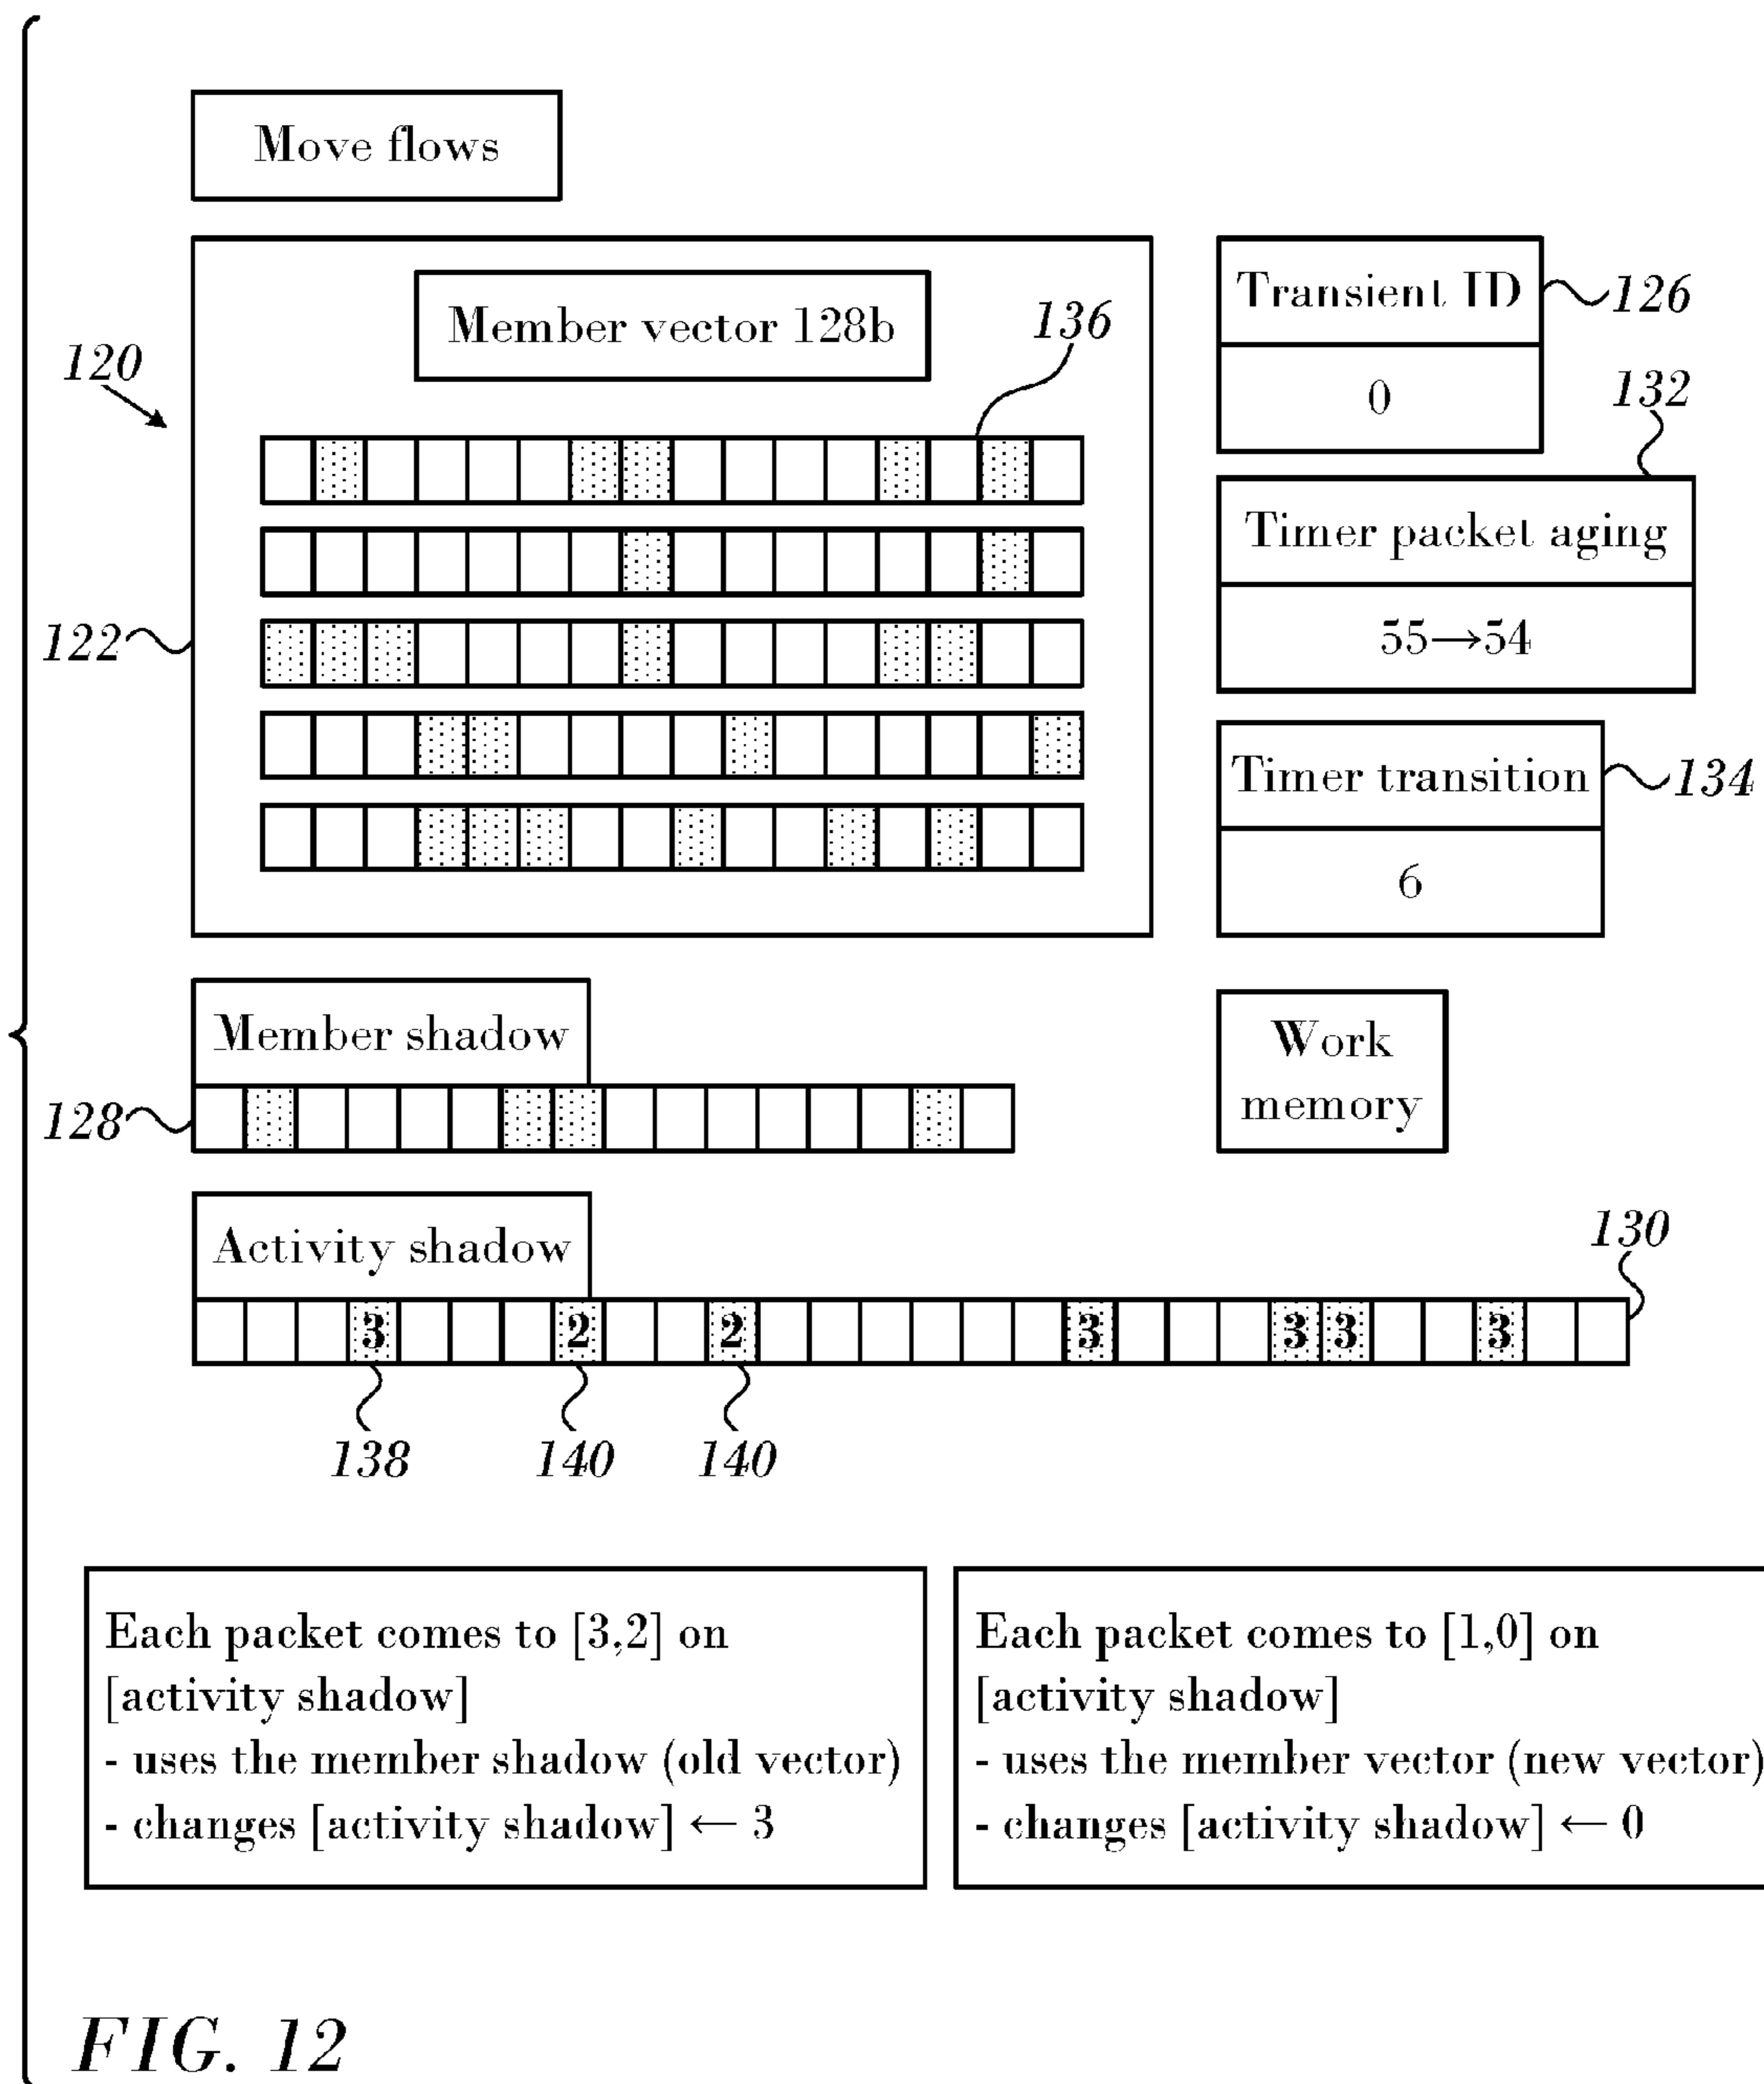 Move flows
Member vector 128b
136
120
122
Transient ID
126
0
132
Timer packet aging
55→54
Timer transition
134
6
Member shadow
128
Work
memory
Activity shadow
130
3 2 2 3 3 3 3
138 140 140
Each packet comes to [3,2] on
[activity shadow]
- uses the member shadow (old vector)
- changes [activity shadow] ← 3
Each packet comes to [1,0] on
[activity shadow]
- uses the member vector (new vector)
- changes [activity shadow] ← 0
FIG. 12